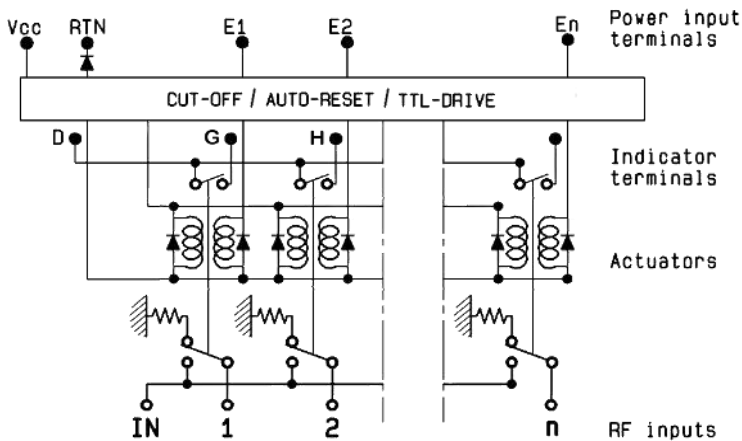 Vcc RTN E1 E2 En Power input
terminals
CUT-OFF / AUTO-RESET / TTL-DRIVE
D G H Indicator
terminals
Actuators
IN 1 2 n RF inputs